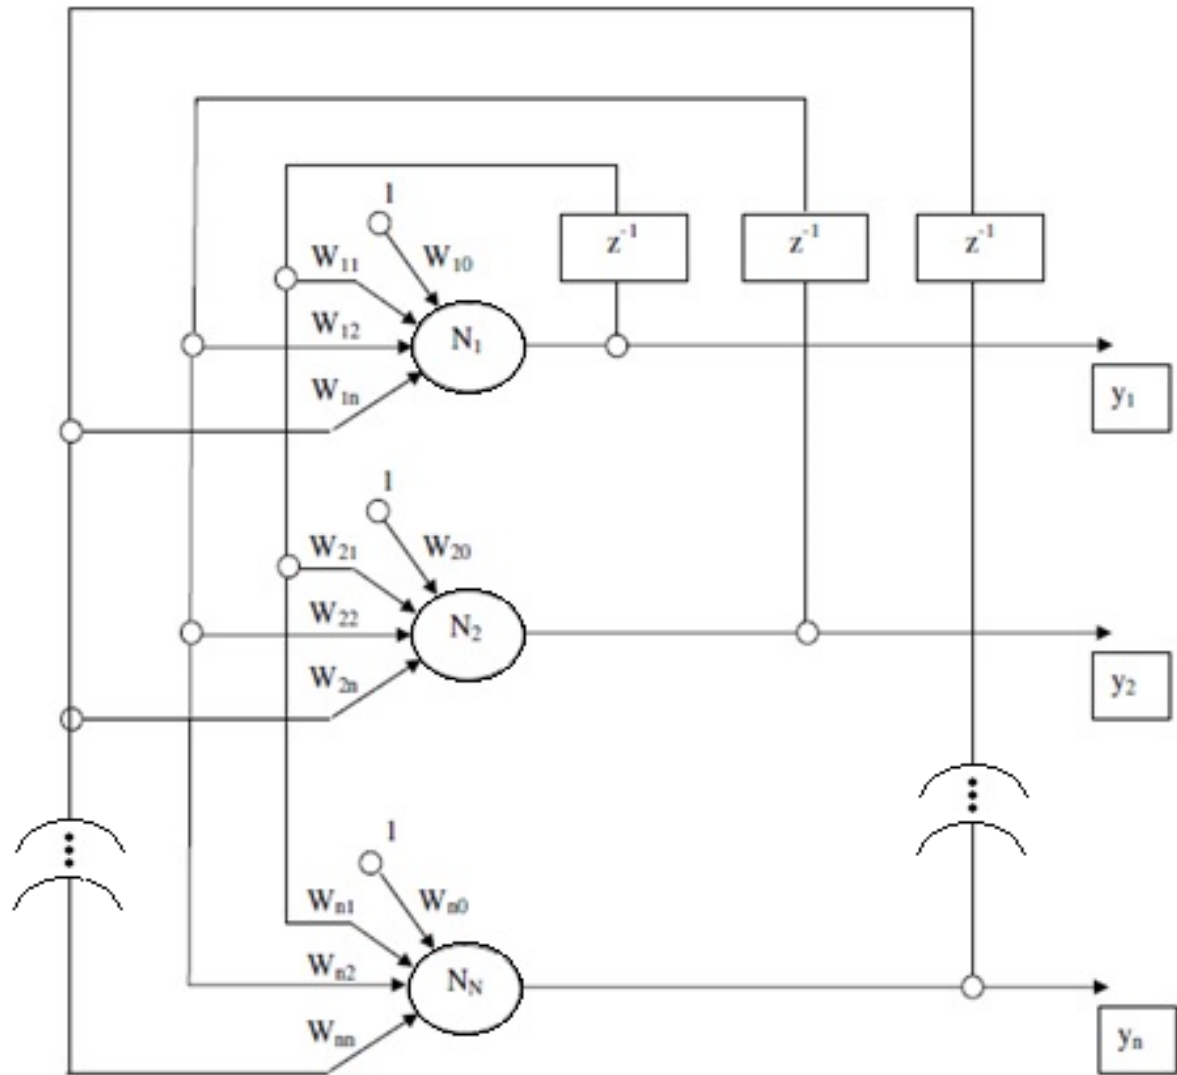 1
z⁻¹ z⁻¹ z⁻¹
W₁₁ W₁₀
W₁₂ N₁
W₁ₙ y₁
1
W₂₁ W₂₀
W₂₂ N₂
W₂ₙ y₂
1
Wₙ₁ Wₙ₀
Wₙ₂ N_N
Wₙₙ yₙ